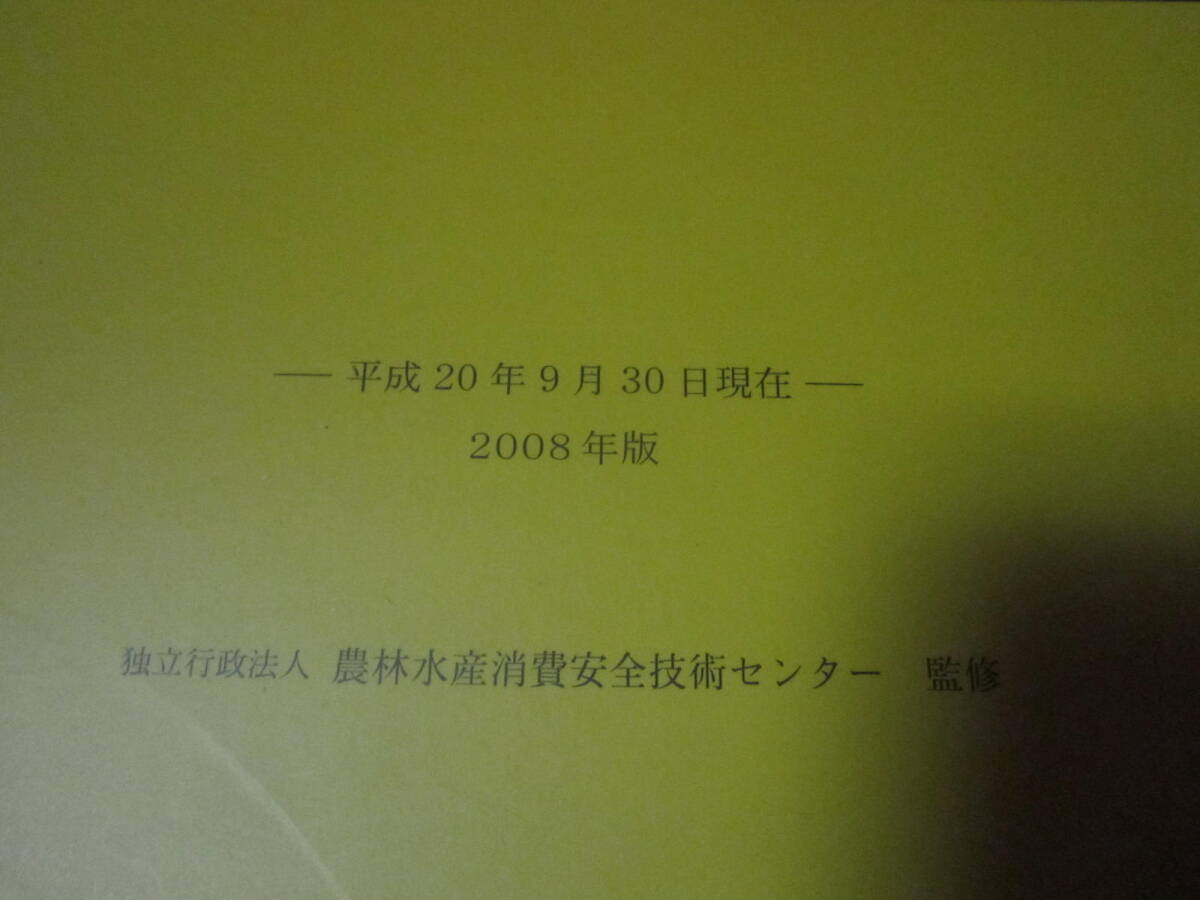 — 平成 20 年 9 月 30 日現在 —
2008 年版
独立行政法人 農林水産消費安全技術センター 監修